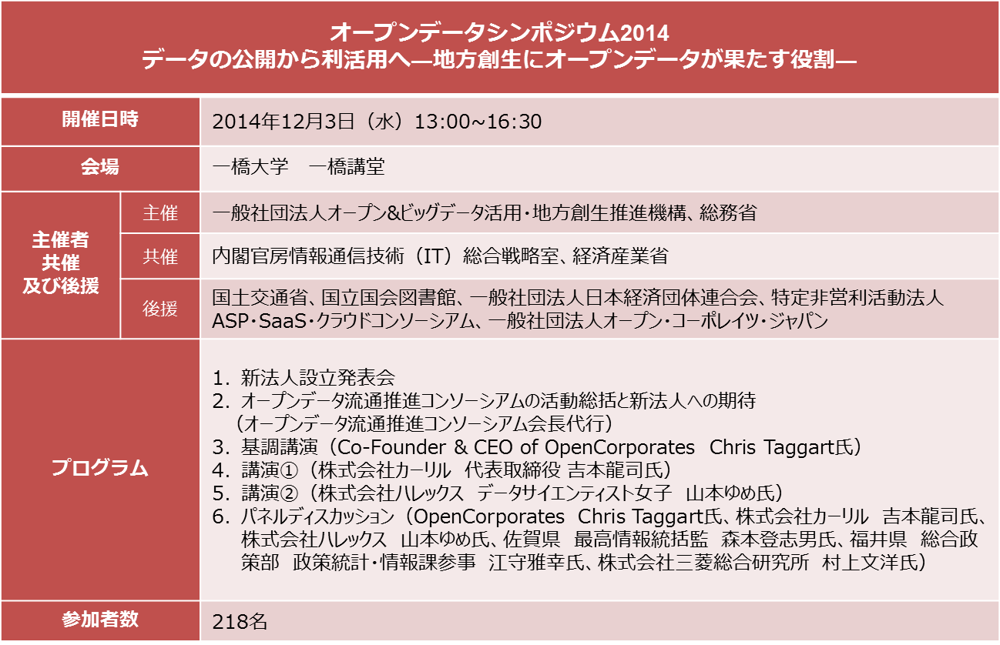 オープンデータシンポジウム2014
データの公開から利活用へ―地方創生にオープンデータが果たす役割―
開催日時
2014年12月3日（水）13:00~16:30
会場
一橋大学　一橋講堂
主催者
共催
及び後援
主催
一般社団法人オープン&ビッグデータ活用・地方創生推進機構、総務省
共催
内閣官房情報通信技術（IT）総合戦略室、経済産業省
後援
国土交通省、国立国会図書館、一般社団法人日本経済団体連合会、特定非営利活動法人
ASP・SaaS・クラウドコンソーシアム、一般社団法人オープン・コーポレイツ・ジャパン
プログラム
1. 新法人設立発表会
2. オープンデータ流通推進コンソーシアムの活動総括と新法人への期待
（オープンデータ流通推進コンソーシアム会長代行）
3. 基調講演（Co-Founder & CEO of OpenCorporates　Chris Taggart氏）
4. 講演①（株式会社カーリル　代表取締役 吉本龍司氏）
5. 講演②（株式会社ハレックス　データサイエンティスト女子　山本ゆめ氏）
6. パネルディスカッション（OpenCorporates　Chris Taggart氏、株式会社カーリル　吉本龍司氏、
株式会社ハレックス　山本ゆめ氏、佐賀県　最高情報統括監　森本登志男氏、福井県　総合政
策部　政策統計・情報課参事　江守雅幸氏、株式会社三菱総合研究所　村上文洋氏）
参加者数
218名